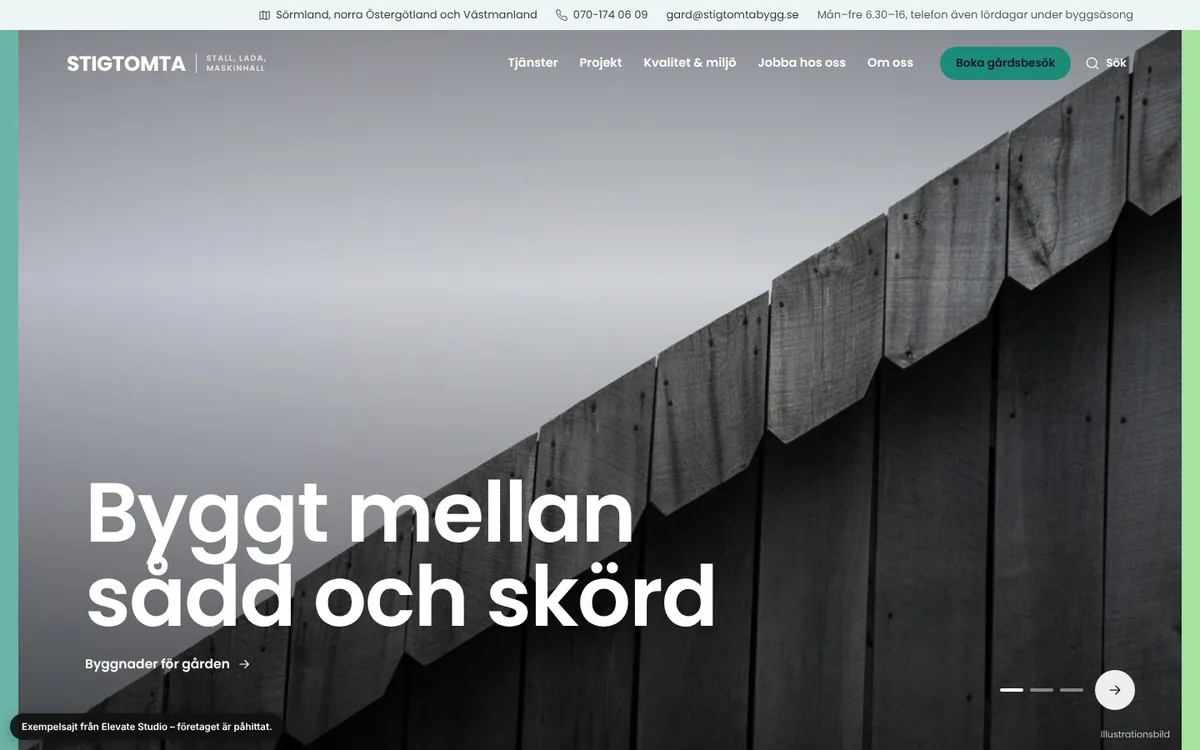 Sörmland, norra Östergötland och Västmanland
070-174 06 09
gard@stigtomtabygg.se
Mån–fre 6.30–16, telefon även lördagar under byggsäsong
STIGTOMTA
STALL, LADA,
MASKINHALL
Tjänster
Projekt
Kvalitet & miljö
Jobba hos oss
Om oss
Boka gårdsbesök
Sök
Byggt mellan
sådd och skörd
Byggnader för gården
Exempelsajt från Elevate Studio – företaget är påhittat.
Illustrationsbild